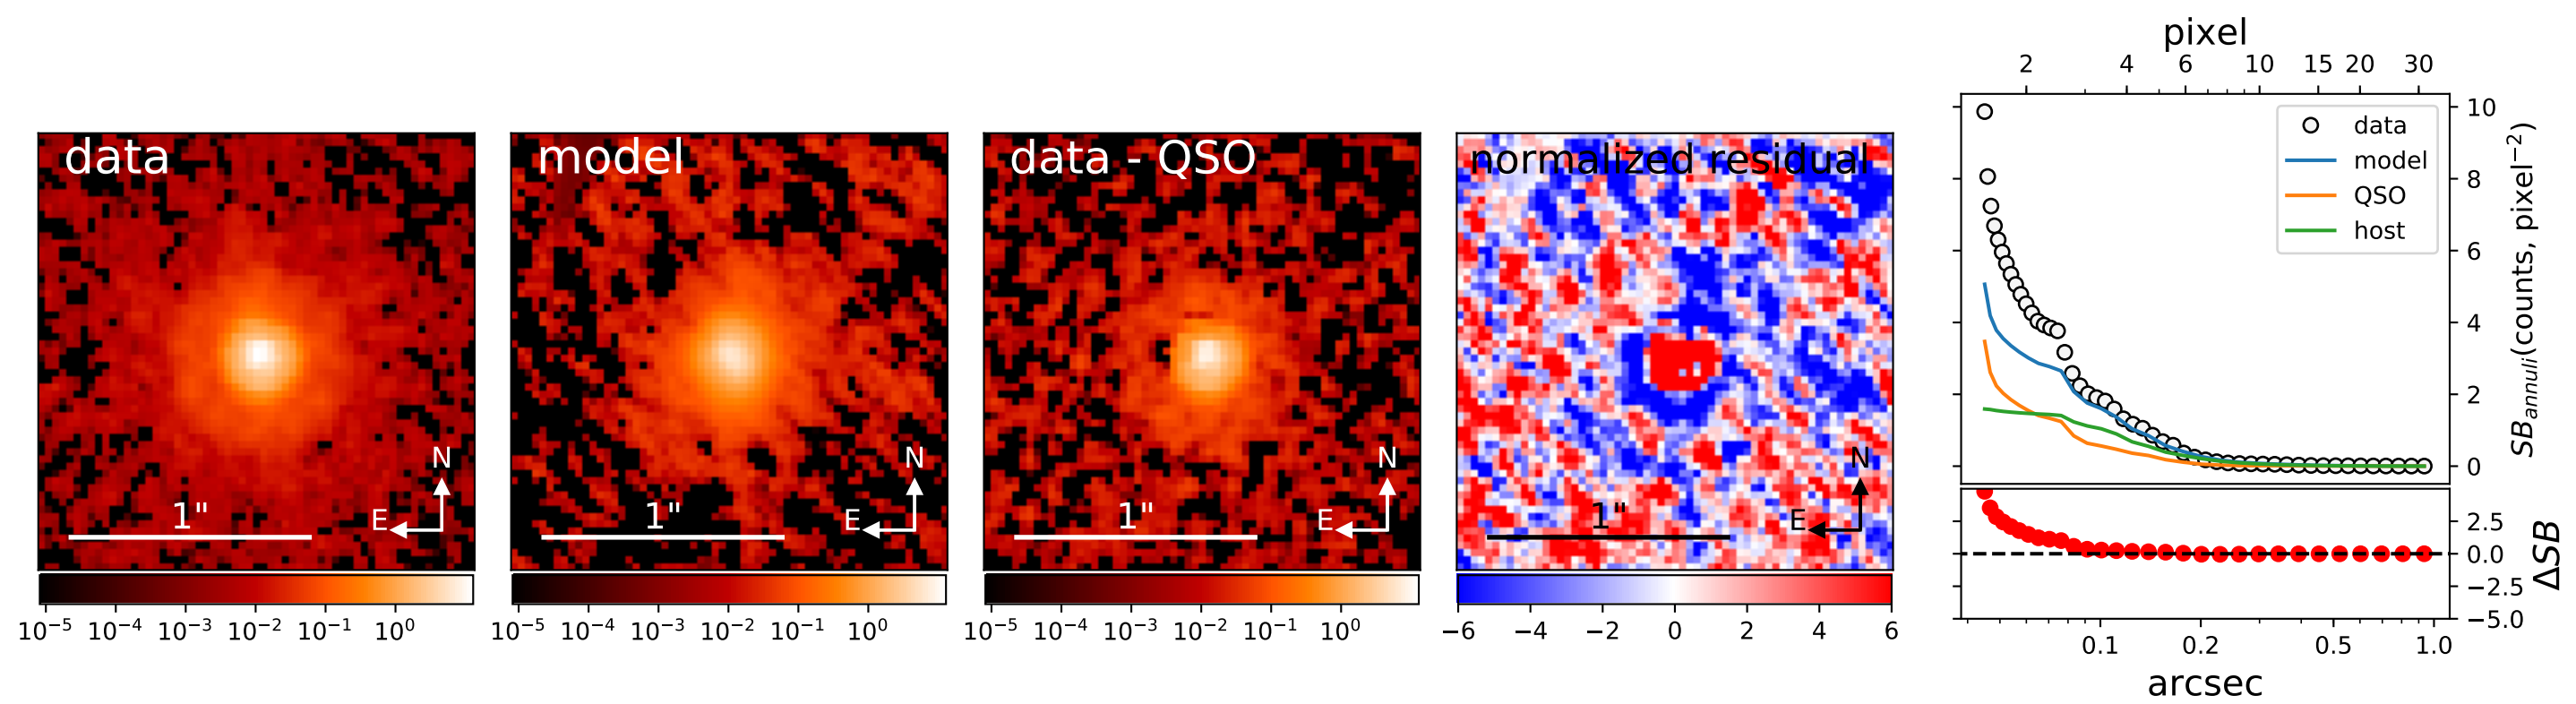 data
1"
N
E
10⁻⁵ 10⁻⁴ 10⁻³ 10⁻² 10⁻¹ 10⁰
model
1"
N
E
10⁻⁵ 10⁻⁴ 10⁻³ 10⁻² 10⁻¹ 10⁰
data - QSO
1"
N
E
10⁻⁵ 10⁻⁴ 10⁻³ 10⁻² 10⁻¹ 10⁰
normalized residual
1"
N
E
−6 −4 −2 0 2 4 6
pixel
2 4 6 10 15 20 30
data
model
QSO
host
10
8
6
4
2
0
SB_annuli(counts, pixel⁻²)
2.5
0.0
−2.5
−5.0
ΔSB
0.1 0.2 0.5 1.0
arcsec